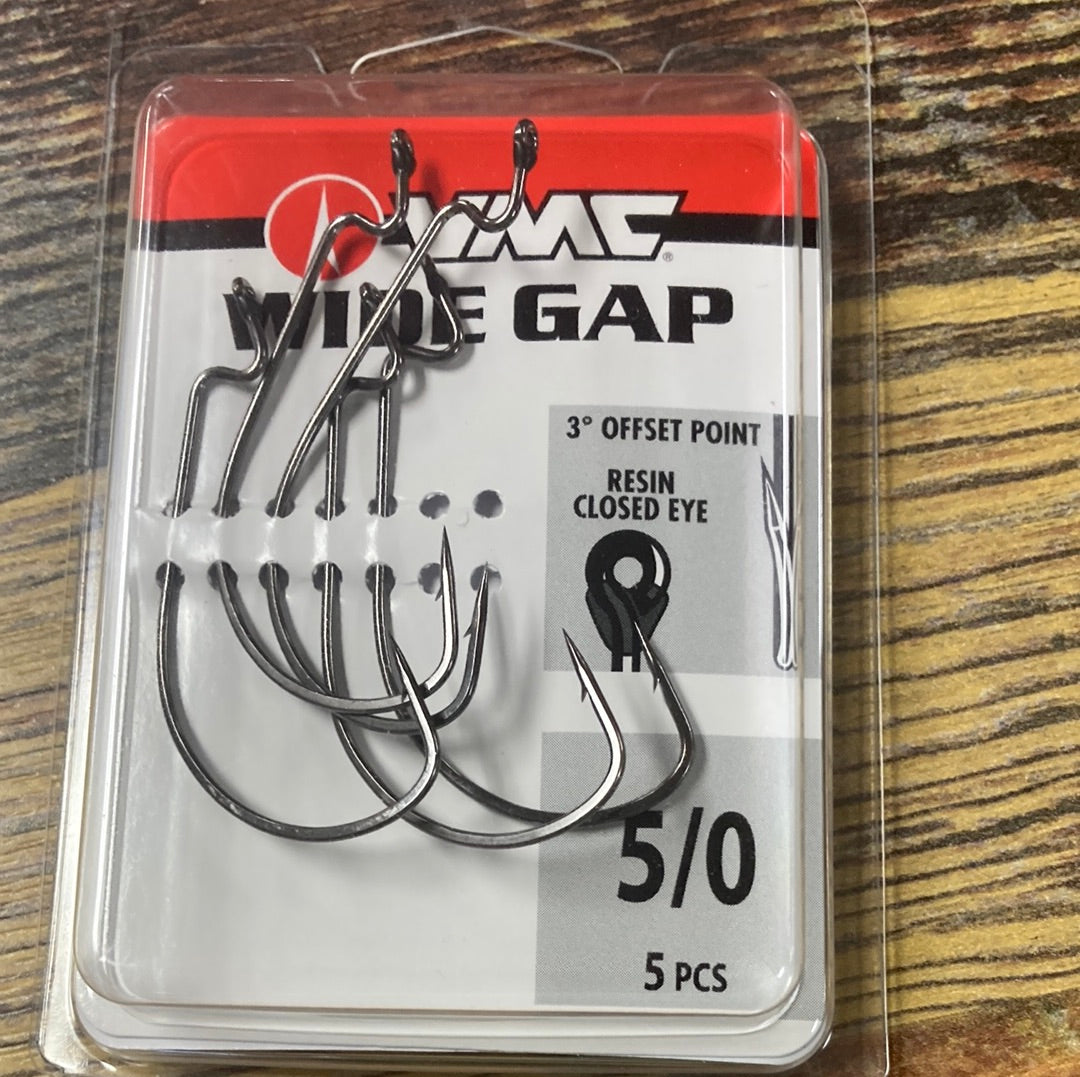 VMC®
WIDE GAP
3° OFFSET POINT
RESIN
CLOSED EYE
5/0
5 PCS